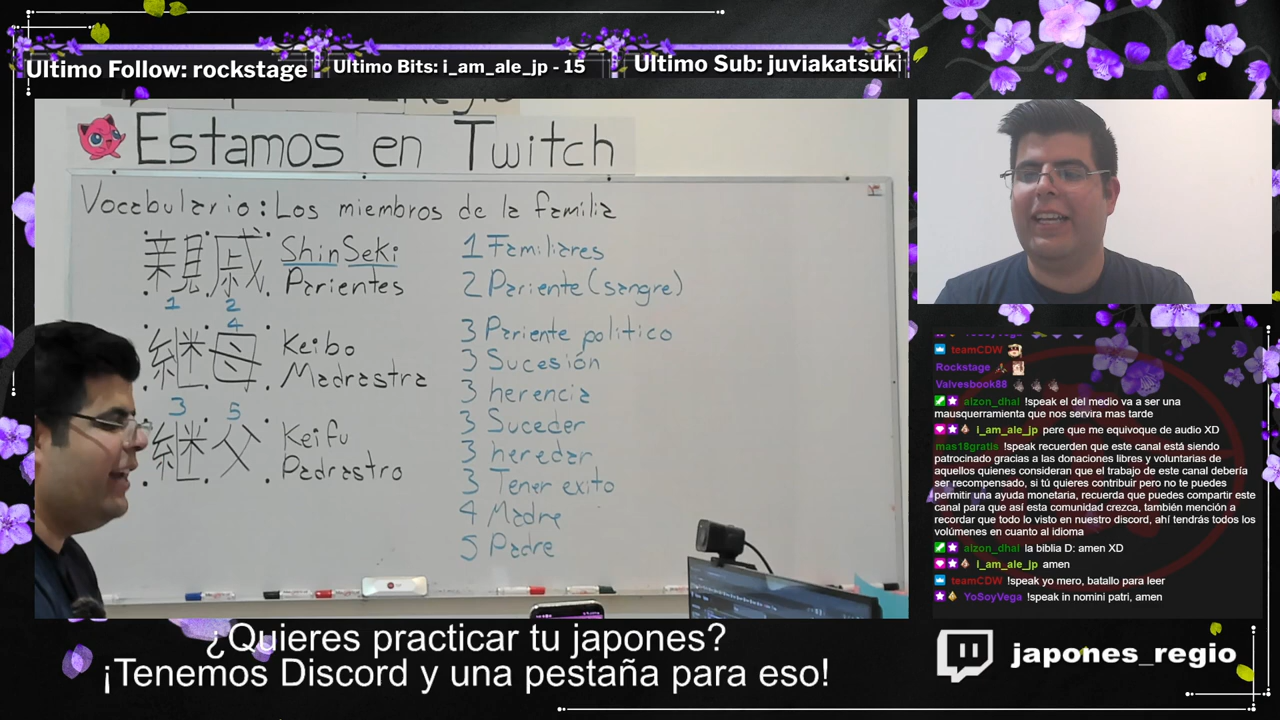 Ultimo Follow: rockstage
Ultimo Bits: i_am_ale_jp - 15
Ultimo Sub: juviakatsuki
Estamos en Twitch
Vocabulario: Los miembros de la familia
親戚 ShinSeki
Parientes
1 2
継母 Keibo
Madrastra
4
3 5
継父 Keifu
Padrastro
1 Familiares
2 Pariente (sangre)
3 Pariente politico
3 Sucesión
3 herencia
3 Suceder
3 heredar
3 Tener exito
4 Madre
5 Padre
teamCDW
Rockstage
Valvesbook88
alzon_dhal !speak el del medio va a ser una
mausquerramienta que nos servira mas tarde
i_am_ale_jp pere que me equivoque de audio XD
mas18gratis !speak recuerden que este canal está siendo
patrocinado gracias a las donaciones libres y voluntarias de
aquellos quienes consideran que el trabajo de este canal debería
ser recompensado, si tú quieres contribuir pero no te puedes
permitir una ayuda monetaria, recuerda que puedes compartir este
canal para que así esta comunidad crezca, también mención a
recordar que todo lo visto en nuestro discord, ahí tendrás todos los
volúmenes en cuanto al idioma
alzon_dhal la biblia D: amen XD
i_am_ale_jp amen
teamCDW !speak yo mero, batallo para leer
YoSoyVega !speak in nomini patri, amen
¿Quieres practicar tu japones?
¡Tenemos Discord y una pestaña para eso!
japones_regio